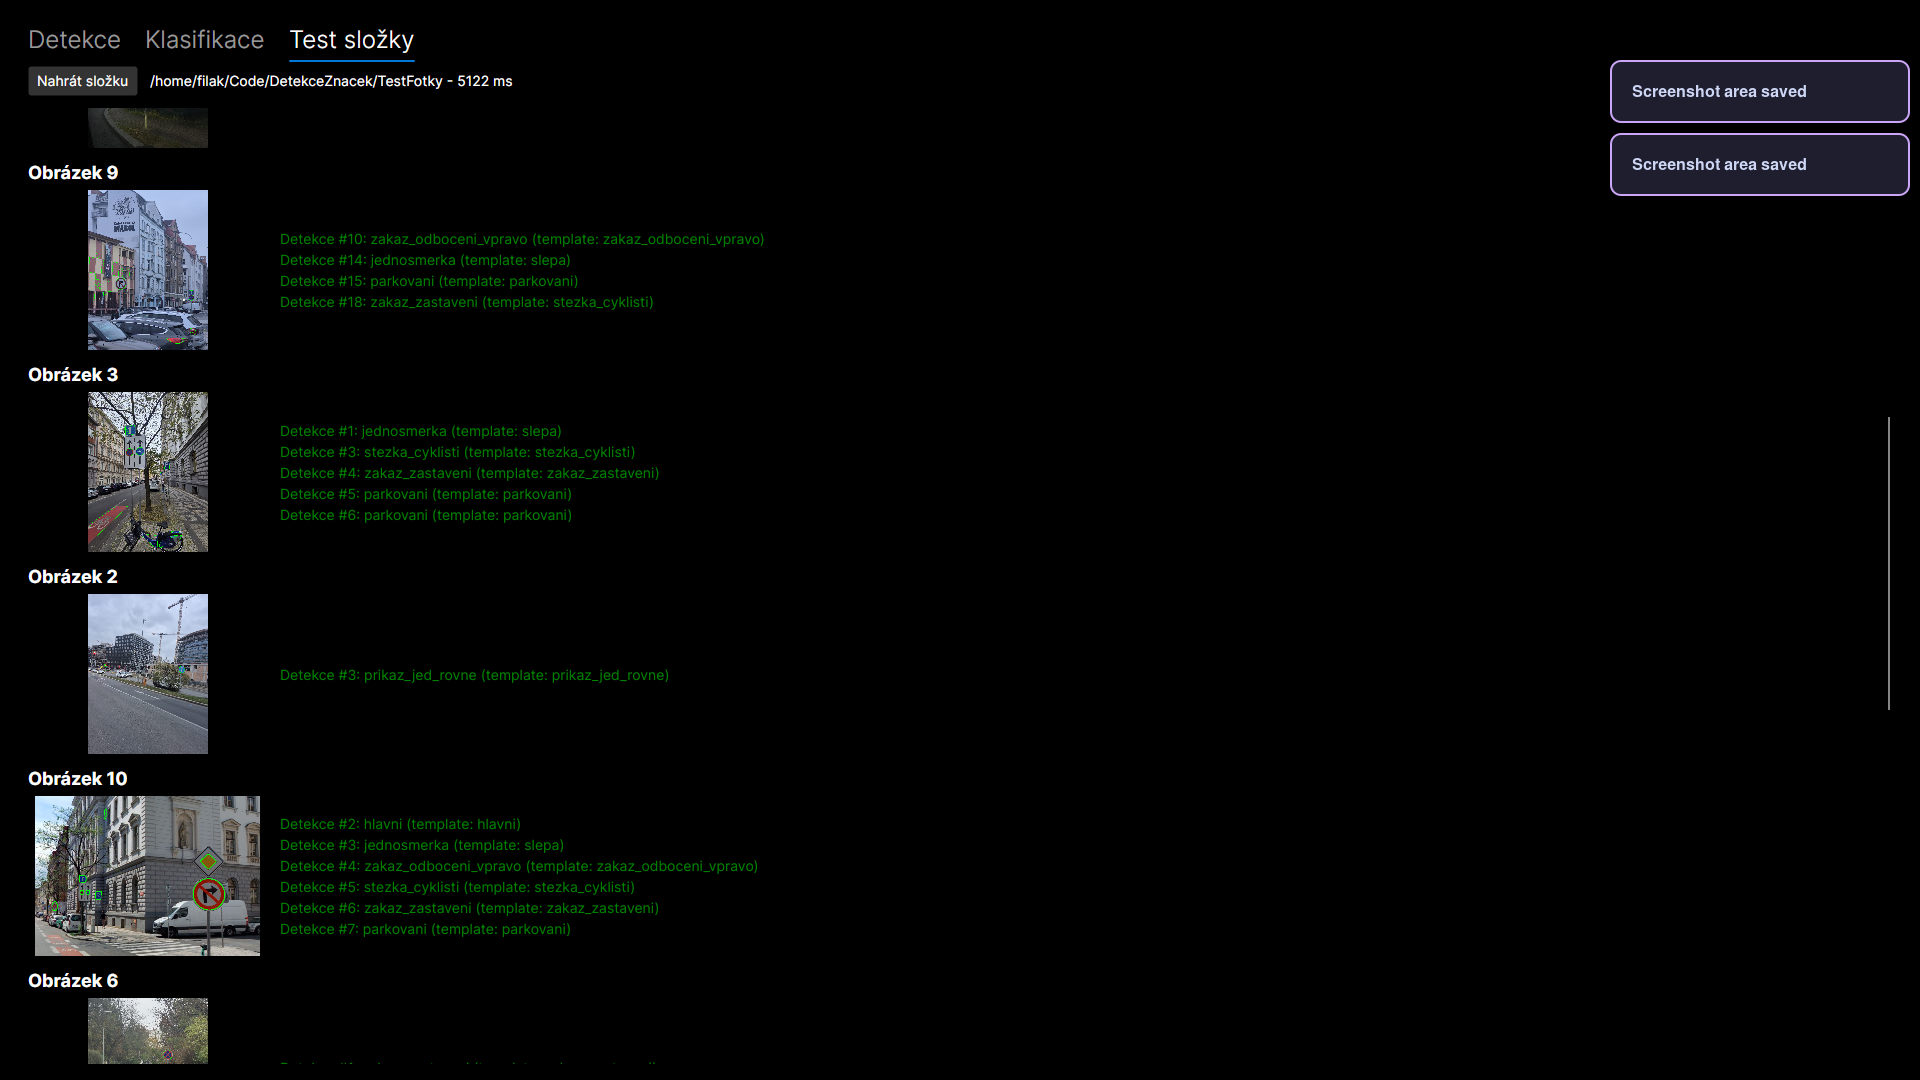 Detekce Klasifikace Test složky
Nahrát složku /home/filak/Code/DetekceZnacek/TestFotky - 5122 ms
Screenshot area saved
Screenshot area saved
Obrázek 9
Detekce #10: zakaz_odboceni_vpravo (template: zakaz_odboceni_vpravo)
Detekce #14: jednosmerka (template: slepa)
Detekce #15: parkovani (template: parkovani)
Detekce #18: zakaz_zastaveni (template: stezka_cyklisti)
Obrázek 3
Detekce #1: jednosmerka (template: slepa)
Detekce #3: stezka_cyklisti (template: stezka_cyklisti)
Detekce #4: zakaz_zastaveni (template: zakaz_zastaveni)
Detekce #5: parkovani (template: parkovani)
Detekce #6: parkovani (template: parkovani)
Obrázek 2
Detekce #3: prikaz_jed_rovne (template: prikaz_jed_rovne)
Obrázek 10
Detekce #2: hlavni (template: hlavni)
Detekce #3: jednosmerka (template: slepa)
Detekce #4: zakaz_odboceni_vpravo (template: zakaz_odboceni_vpravo)
Detekce #5: stezka_cyklisti (template: stezka_cyklisti)
Detekce #6: zakaz_zastaveni (template: zakaz_zastaveni)
Detekce #7: parkovani (template: parkovani)
Obrázek 6